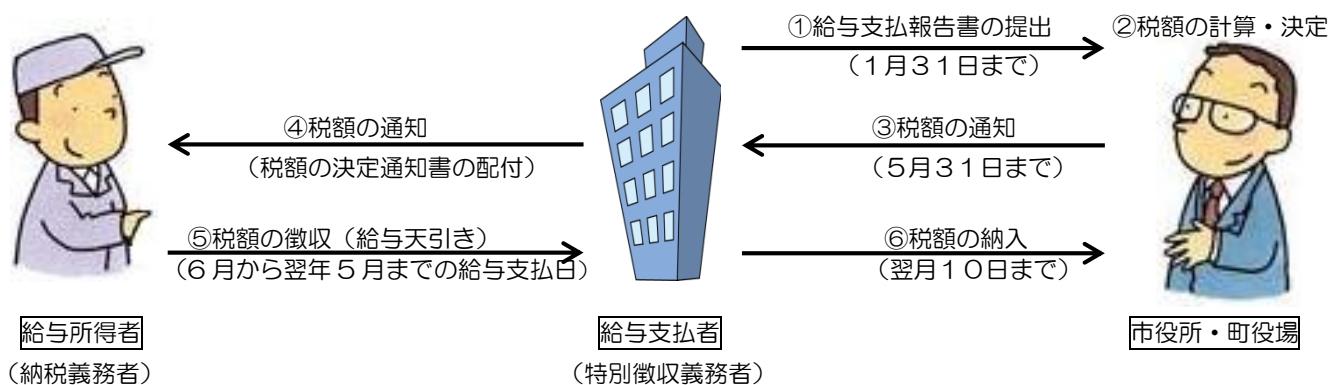 ①給与支払報告書の提出
（１月３１日まで）
②税額の計算・決定
④税額の通知
（税額の決定通知書の配付）
③税額の通知
（５月３１日まで）
⑤税額の徴収（給与天引き）
（６月から翌年５月までの給与支払日）
⑥税額の納入
（翌月１０日まで）
給与所得者
（納税義務者）
給与支払者
（特別徴収義務者）
市役所・町役場